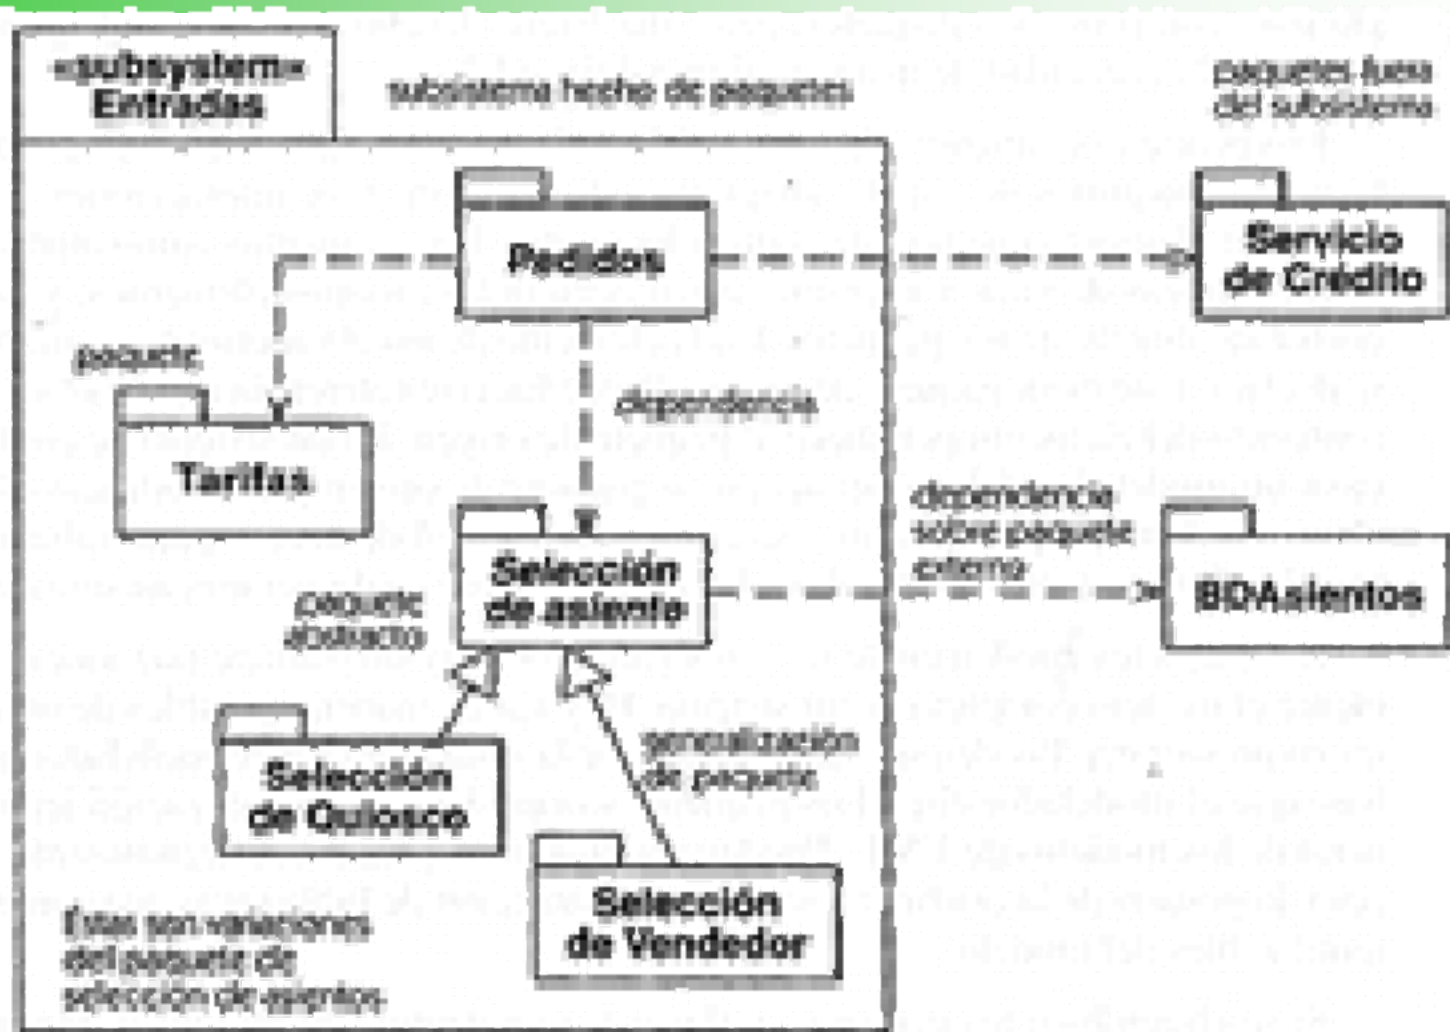 «subsystem»
Entradas
subsistema hecho de paquetes
paquetes fuera
del subsistema
Pedidos
Servicio
de Crédito
paquete
Tarifas
dependencia
Selección
de asiento
dependencia
sobre paquete
externo
BDAsientos
paquete
abstracto
generalización
de paquete
Selección
de Quiosco
Selección
de Vendedor
Éstas son variaciones
del paquete de
selección de asientos